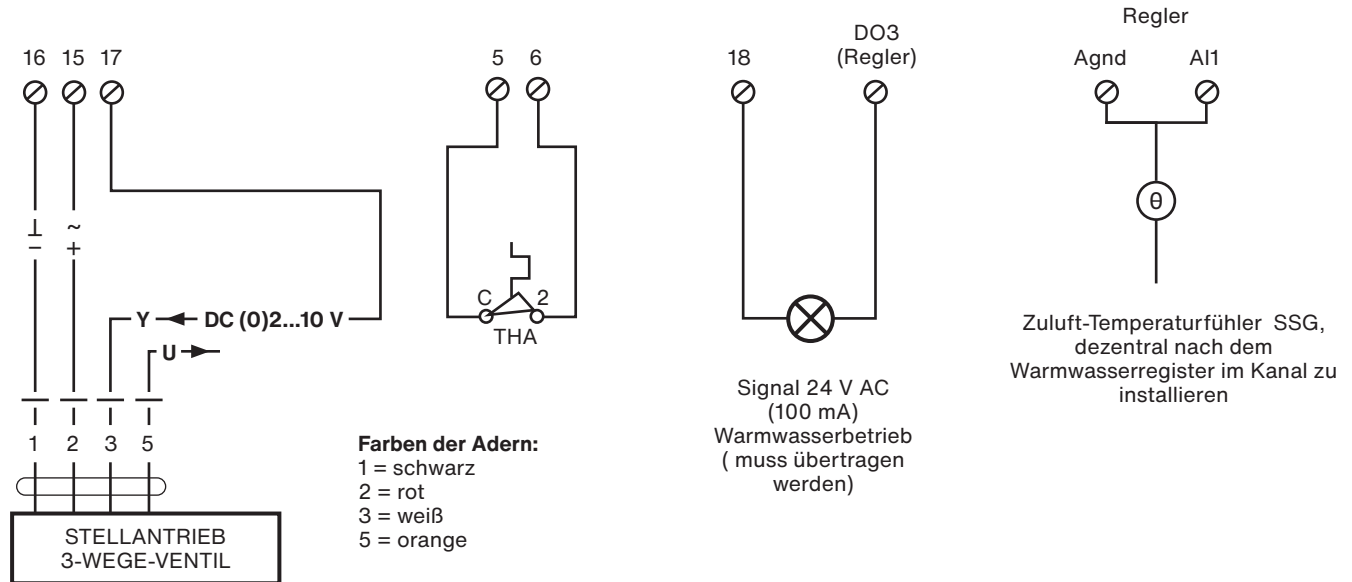 16 15 17
⊥ ~
– +
Y DC (0)2...10 V
U
1 2 3 5
STELLANTRIEB
3-WEGE-VENTIL
Farben der Adern:
1 = schwarz
2 = rot
3 = weiß
5 = orange
5 6
C 2
THA
18 DO3
(Regler)
Signal 24 V AC
(100 mA)
Warmwasserbetrieb
( muss übertragen
werden)
Regler
Agnd AI1
θ
Zuluft-Temperaturfühler SSG,
dezentral nach dem
Warmwasserregister im Kanal zu
installieren